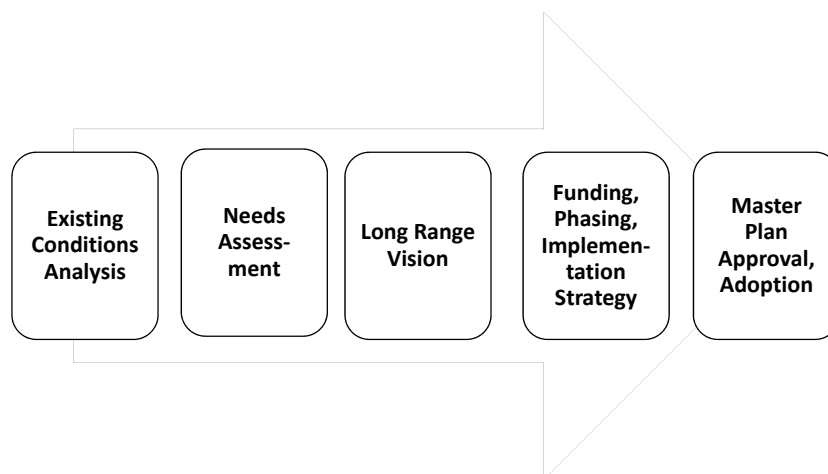 Existing
Conditions
Analysis
Needs
Assess-
ment
Long Range
Vision
Funding,
Phasing,
Implemen-
tation
Strategy
Master
Plan
Approval,
Adoption